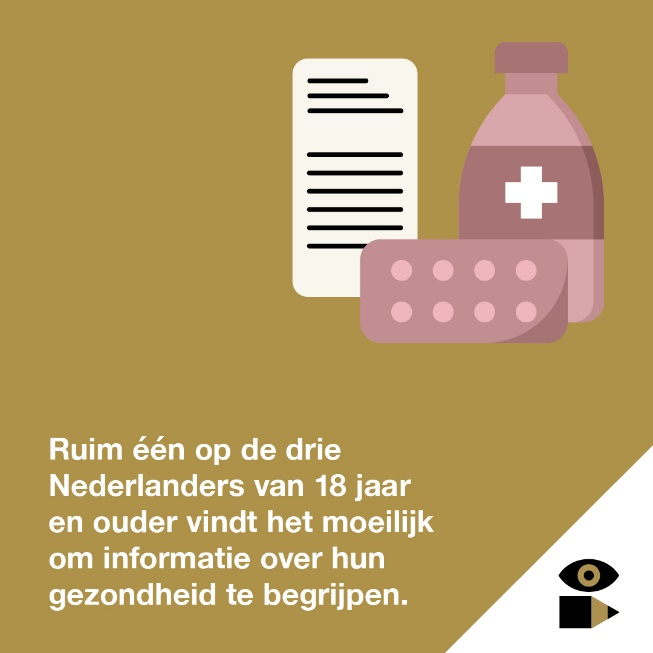 Ruim één op de drie
Nederlanders van 18 jaar
en ouder vindt het moeilijk
om informatie over hun
gezondheid te begrijpen.